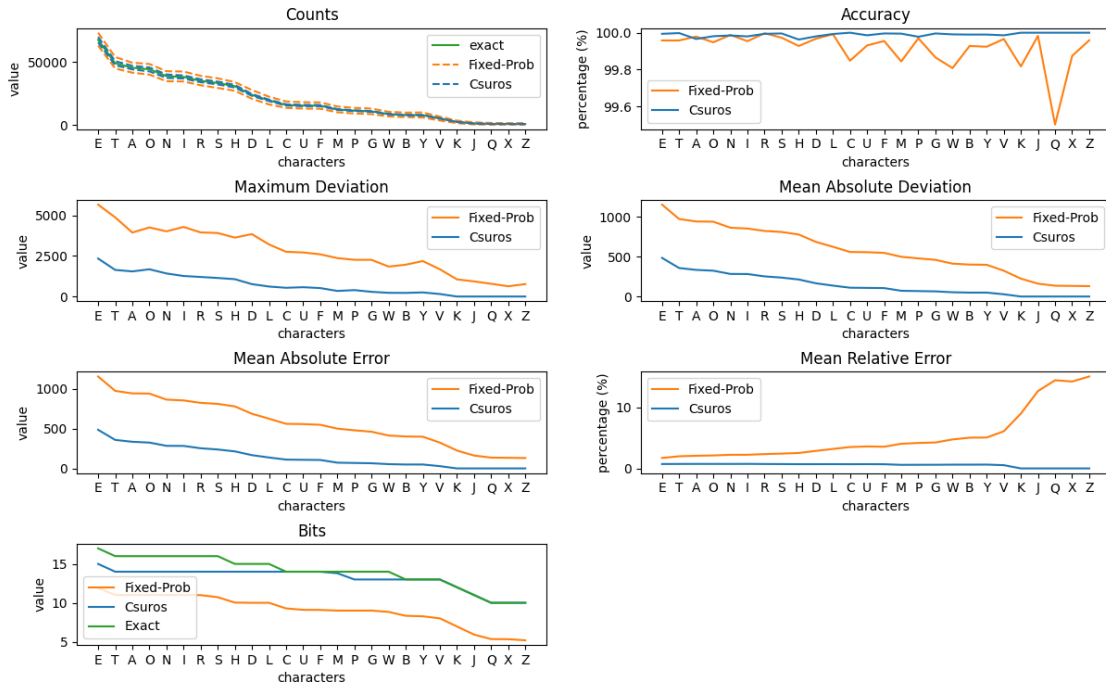 Counts
value
50000
0
exact
Fixed-Prob
Csuros
E T A O N I R S H D L C U F M P G W B Y V K J Q X Z
characters
Accuracy
percentage (%)
100.0
99.8
99.6
Fixed-Prob
Csuros
E T A O N I R S H D L C U F M P G W B Y V K J Q X Z
characters
Maximum Deviation
value
5000
2500
0
Fixed-Prob
Csuros
E T A O N I R S H D L C U F M P G W B Y V K J Q X Z
characters
Mean Absolute Deviation
value
1000
500
0
Fixed-Prob
Csuros
E T A O N I R S H D L C U F M P G W B Y V K J Q X Z
characters
Mean Absolute Error
value
1000
500
0
Fixed-Prob
Csuros
E T A O N I R S H D L C U F M P G W B Y V K J Q X Z
characters
Mean Relative Error
percentage (%)
10
0
Fixed-Prob
Csuros
E T A O N I R S H D L C U F M P G W B Y V K J Q X Z
characters
Bits
value
15
10
5
Fixed-Prob
Csuros
Exact
E T A O N I R S H D L C U F M P G W B Y V K J Q X Z
characters